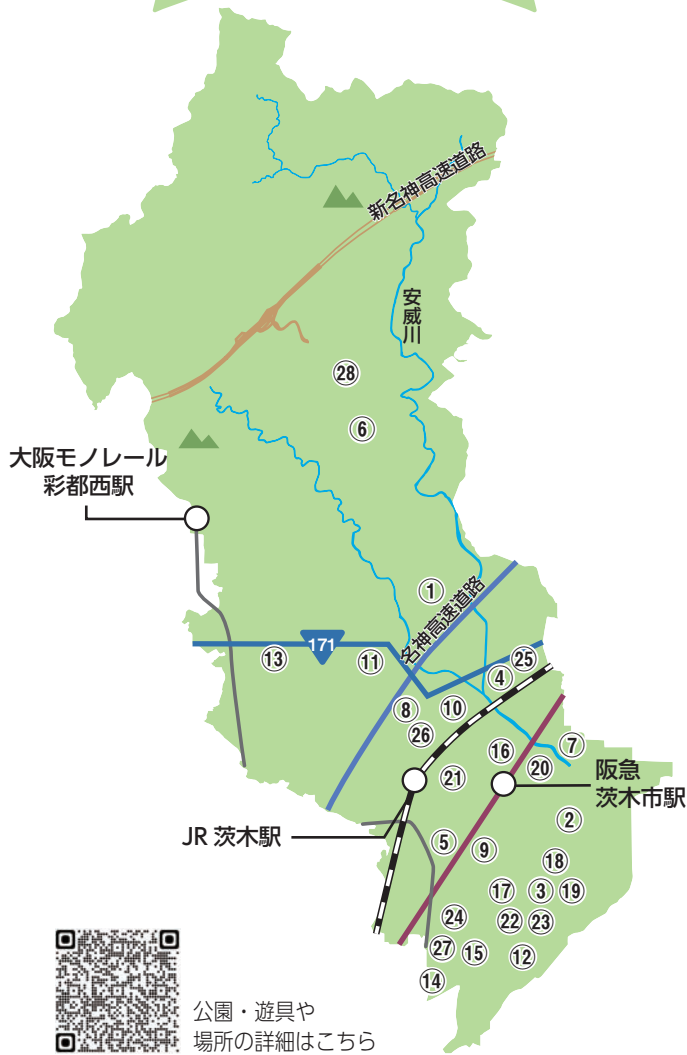 新名神高速道路
安威川
㉘
⑥
大阪モノレール
彩都西駅
①
名神高速道路
171
⑬
⑪
㉕
④
⑧
⑩
㉖
⑯
⑦
⑳
㉑
阪急
茨木市駅
JR 茨木駅
②
⑤
⑨
⑱
⑰
③
⑲
㉔
㉒
㉓
㉗
⑮
⑫
⑭
公園・遊具や
場所の詳細はこちら